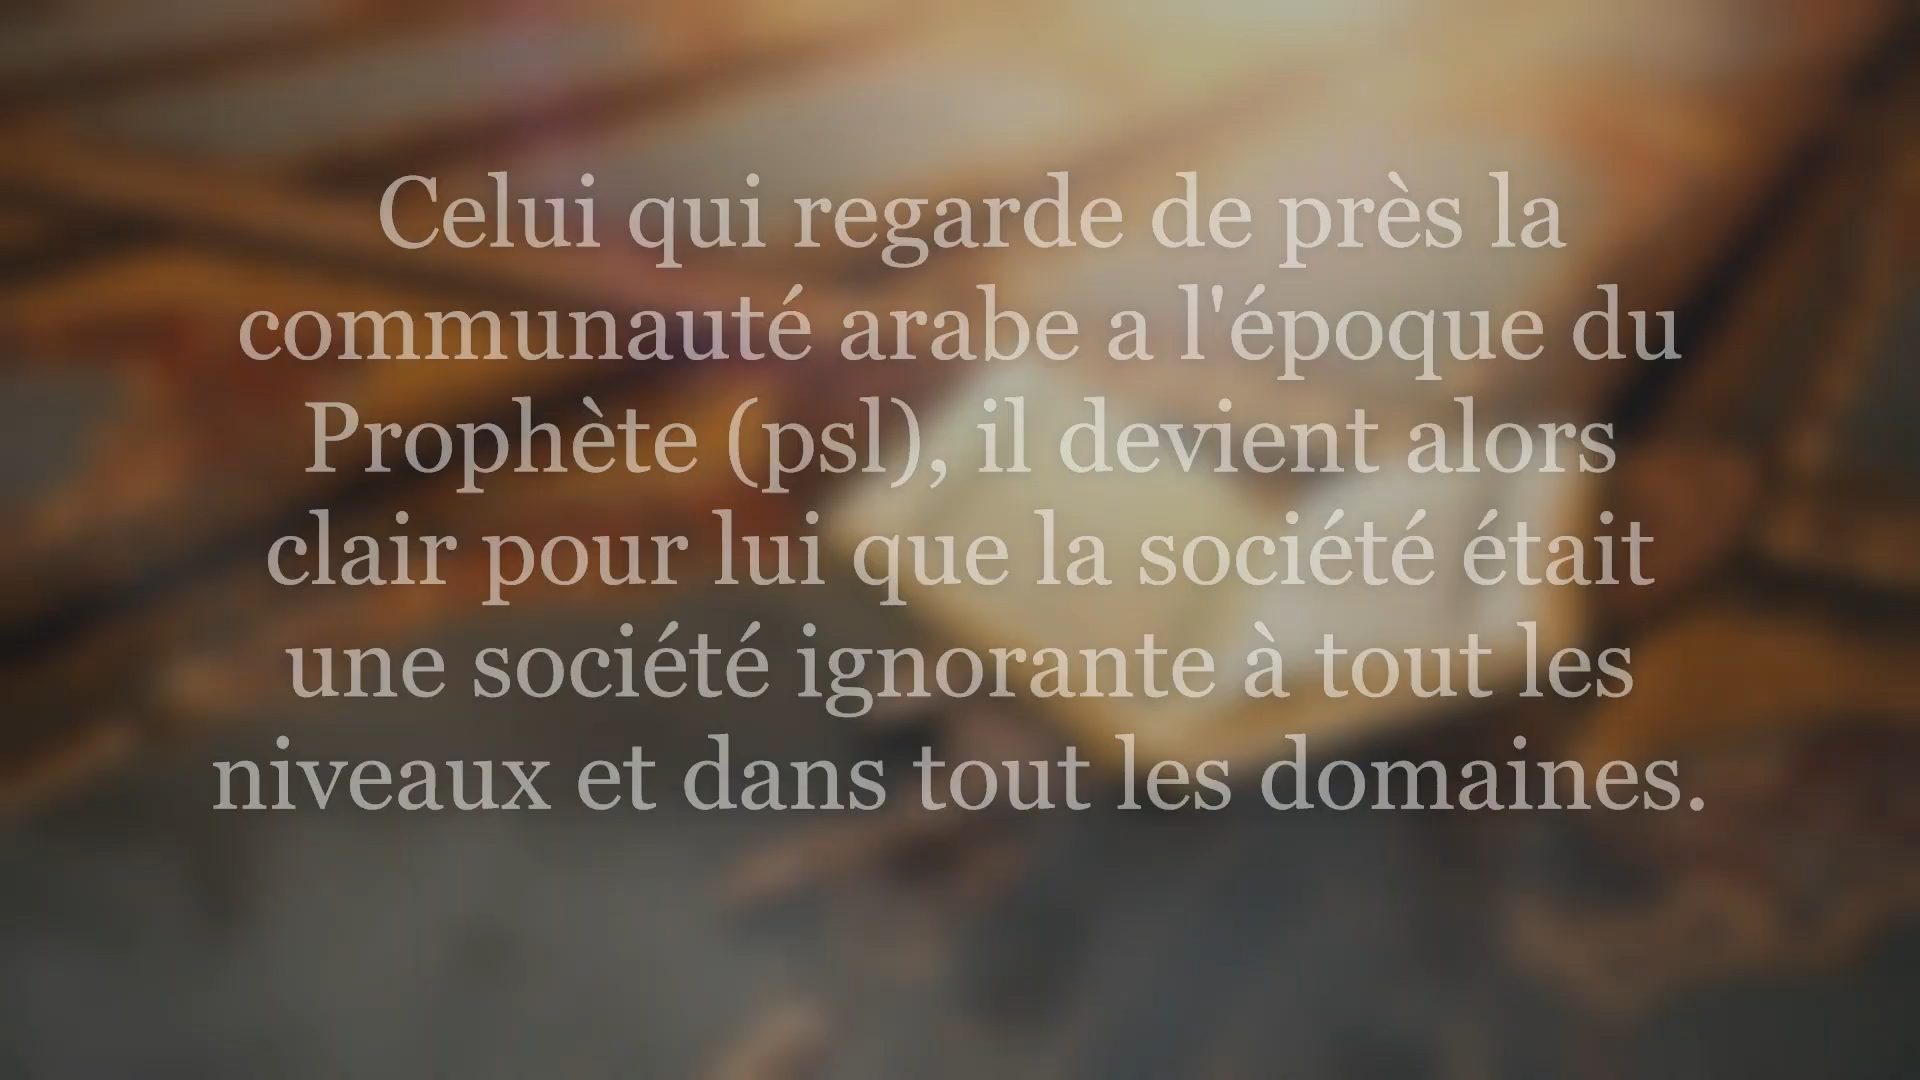 Celui qui regarde de près la
communauté arabe a l'époque du
Prophète (psl), il devient alors
clair pour lui que la société était
une société ignorante à tout les
niveaux et dans tout les domaines.